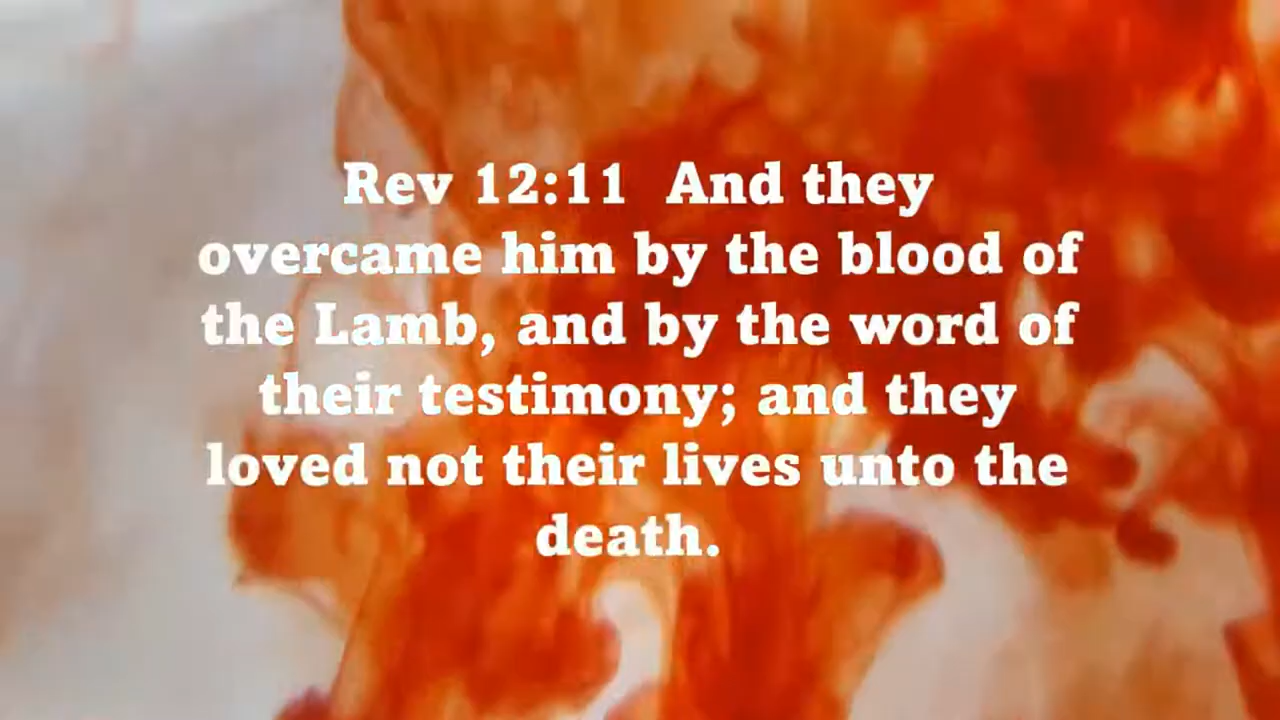 Rev 12:11  And they
overcame him by the blood of
the Lamb, and by the word of
their testimony; and they
loved not their lives unto the
death.